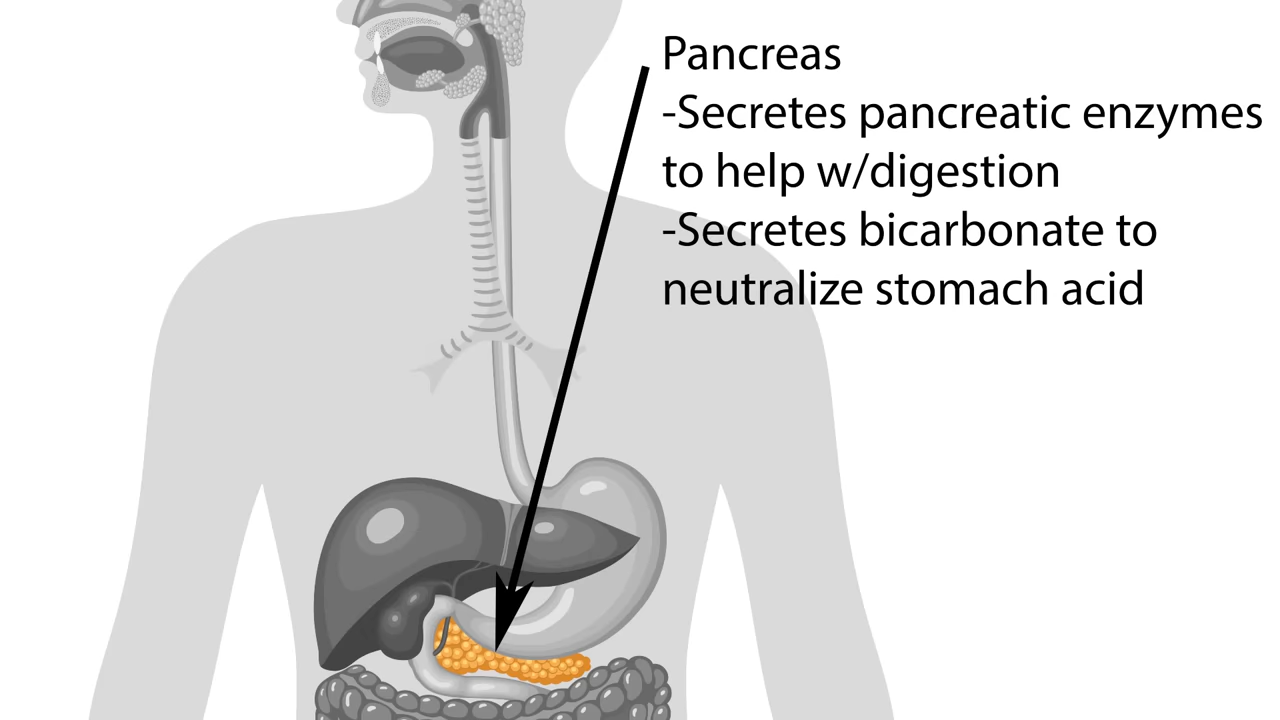 Pancreas
-Secretes pancreatic enzymes
to help w/digestion
-Secretes bicarbonate to
neutralize stomach acid